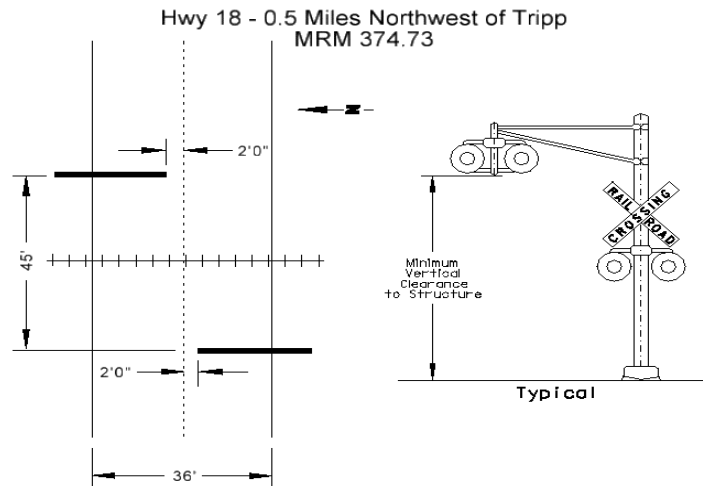 Hwy 18 - 0.5 Miles Northwest of Tripp
MRM 374.73
N
2'0"
45'
2'0"
36'
RAIL ROAD
CROSSING
Minimum
Vertical
Clearance
to Structure
Typical